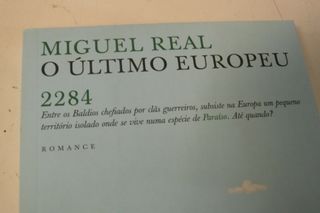 MIGUEL REAL
O ÚLTIMO EUROPEU
2284
Entre os Baldios chefiados por clãs guerreiros, subsiste na Europa um pequeno
território isolado onde se vive numa espécie de Paraíso. Até quando?
ROMANCE